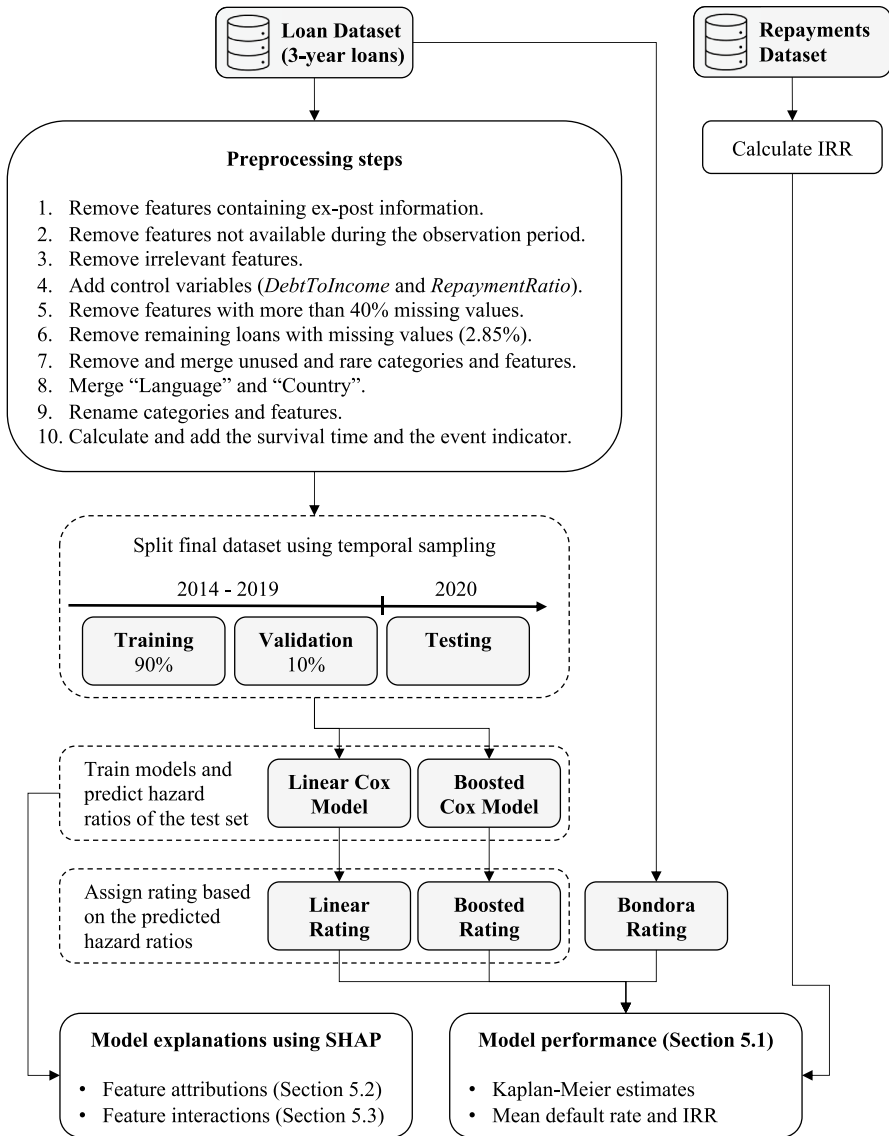 Loan Dataset
(3-year loans)
Repayments
Dataset
Calculate IRR
Preprocessing steps
1. Remove features containing ex-post information.
2. Remove features not available during the observation period.
3. Remove irrelevant features.
4. Add control variables (DebtToIncome and RepaymentRatio).
5. Remove features with more than 40% missing values.
6. Remove remaining loans with missing values (2.85%).
7. Remove and merge unused and rare categories and features.
8. Merge “Language” and “Country”.
9. Rename categories and features.
10. Calculate and add the survival time and the event indicator.
Split final dataset using temporal sampling
2014 - 2019
2020
Training
90%
Validation
10%
Testing
Train models and
predict hazard
ratios of the test set
Linear Cox
Model
Boosted
Cox Model
Assign rating based
on the predicted
hazard ratios
Linear
Rating
Boosted
Rating
Bondora
Rating
Model explanations using SHAP
• Feature attributions (Section 5.2)
• Feature interactions (Section 5.3)
Model performance (Section 5.1)
• Kaplan-Meier estimates
• Mean default rate and IRR